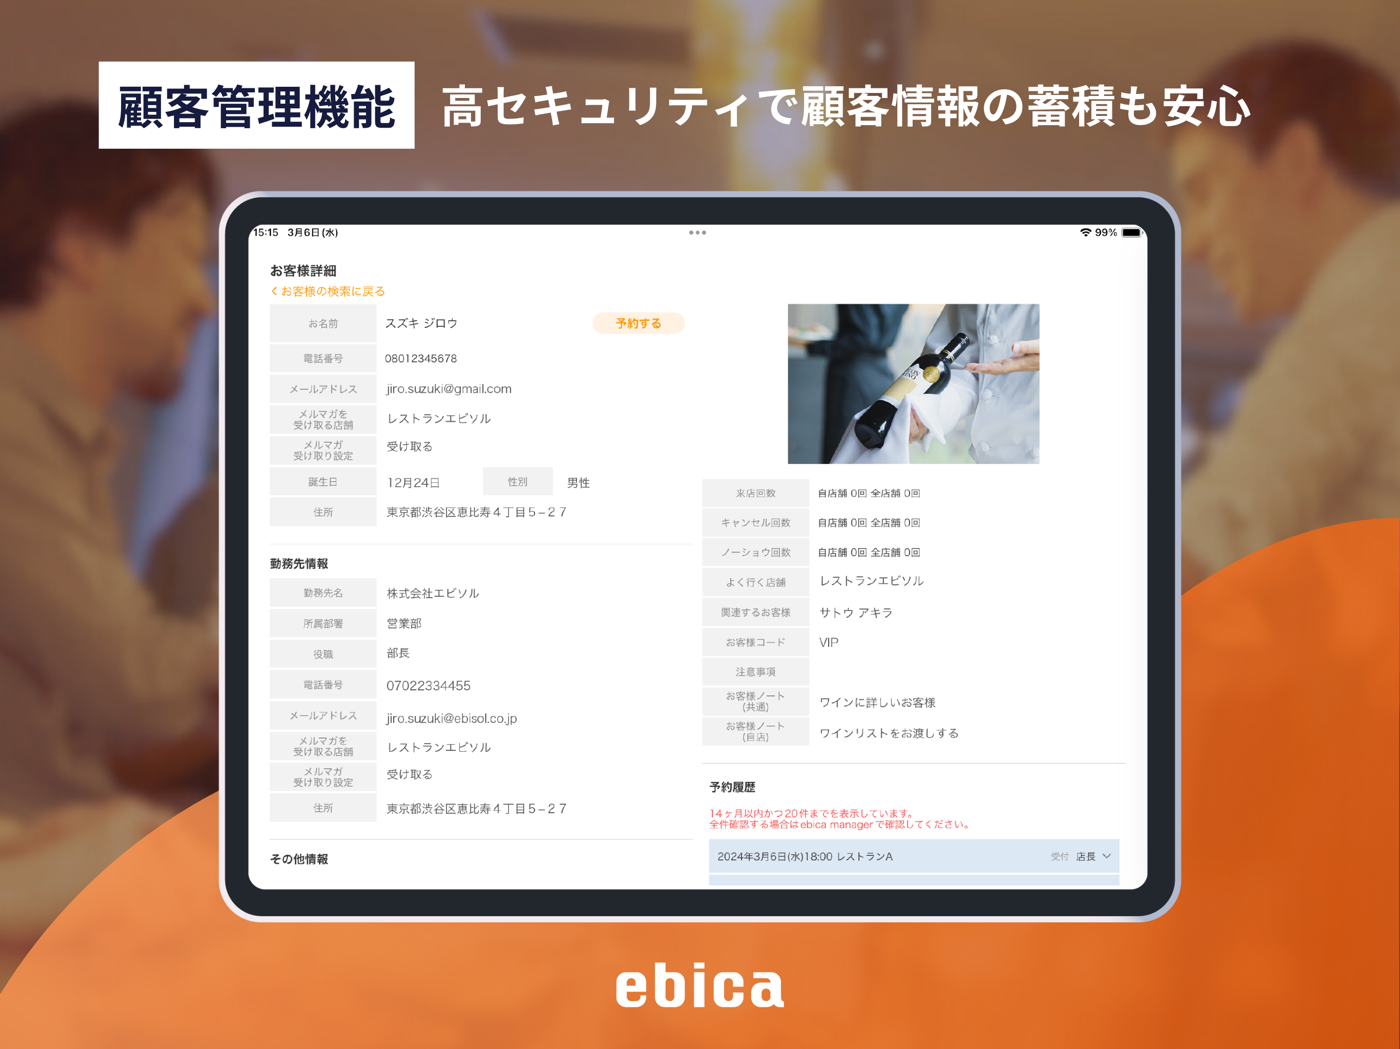 顧客管理機能
高セキュリティで顧客情報の蓄積も安心
15:15 3月6日(水)
99%
お客様詳細
お客様の検索に戻る
お名前 スズキ ジロウ 予約する
電話番号 08012345678
メールアドレス jiro.suzuki@gmail.com
メルマガを
受け取る店舗
レストランエビソル
メルマガ
受け取り設定
受け取る
誕生日 12月24日 性別 男性
住所 東京都渋谷区恵比寿４丁目５−２７
勤務先情報
勤務先名 株式会社エビソル
所属部署 営業部
役職 部長
電話番号 07022334455
メールアドレス jiro.suzuki@ebisol.co.jp
メルマガを
受け取る店舗
レストランエビソル
メルマガ
受け取り設定
受け取る
住所 東京都渋谷区恵比寿４丁目５−２７
その他情報
来店回数 自店舗 0回 全店舗 0回
キャンセル回数 自店舗 0回 全店舗 0回
ノーショウ回数 自店舗 0回 全店舗 0回
よく行く店舗 レストランエビソル
関連するお客様 サトウ アキラ
お客様コード VIP
注意事項
お客様ノート
(共通)
ワインに詳しいお客様
お客様ノート
(自店)
ワインリストをお渡しする
予約履歴
14ヶ月以内かつ20件までを表示しています。
全件確認する場合はebica managerで確認してください。
2024年3月6日(水)18:00 レストランA 受付 店長
ebica